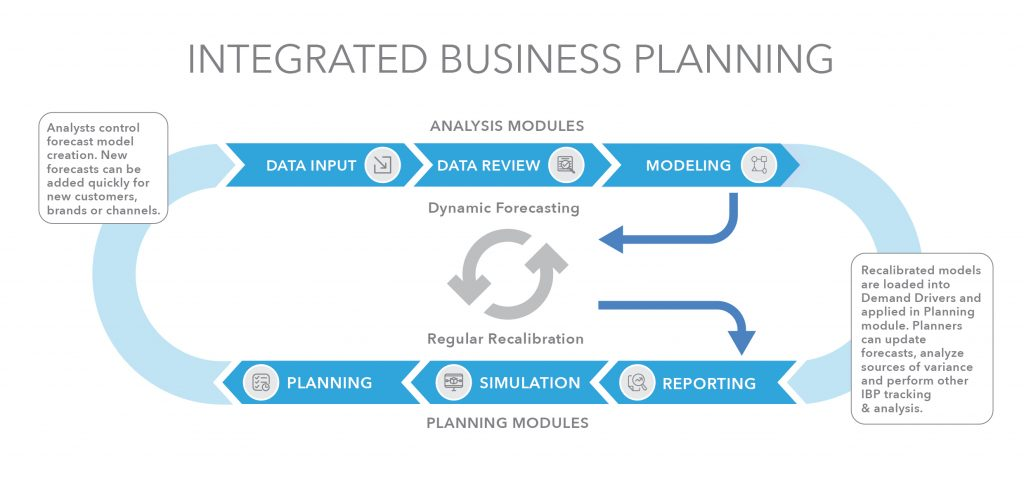 INTEGRATED BUSINESS PLANNING
Analysts control
forecast model
creation. New
forecasts can be
added quickly for
new customers,
brands or channels.
ANALYSIS MODULES
DATA INPUT
DATA REVIEW
MODELING
Dynamic Forecasting
Regular Recalibration
Recalibrated models
are loaded into
Demand Drivers and
applied in Planning
module. Planners
can update
forecasts, analyze
sources of variance
and perform other
IBP tracking
& analysis.
PLANNING
SIMULATION
REPORTING
PLANNING MODULES